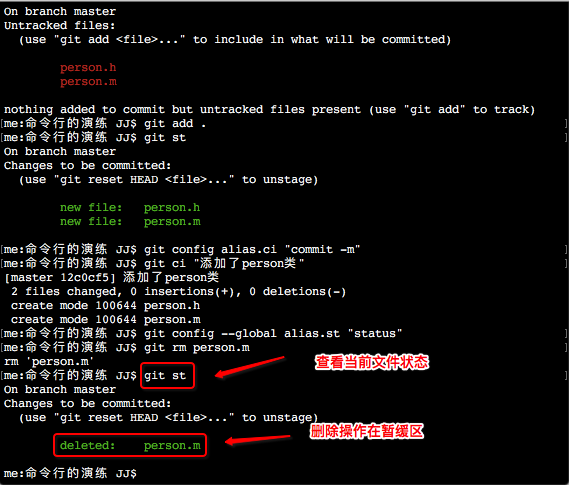 On branch master
Untracked files:
  (use "git add <file>..." to include in what will be committed)
        person.h
        person.m
nothing added to commit but untracked files present (use "git add" to track)
[me:命令行的演练 JJ$ git add . ]
[me:命令行的演练 JJ$ git st ]
On branch master
Changes to be committed:
  (use "git reset HEAD <file>..." to unstage)
        new file:   person.h
        new file:   person.m
[me:命令行的演练 JJ$ git config alias.ci "commit -m" ]
[me:命令行的演练 JJ$ git ci "添加了person类" ]
[master 12c0cf5] 添加了person类
 2 files changed, 0 insertions(+), 0 deletions(-)
 create mode 100644 person.h
 create mode 100644 person.m
[me:命令行的演练 JJ$ git config --global alias.st "status" ]
[me:命令行的演练 JJ$ git rm person.m ]
rm 'person.m'
查看当前文件状态
[me:命令行的演练 JJ$ git st ]
On branch master
Changes to be committed:
  (use "git reset HEAD <file>..." to unstage)
删除操作在暂缓区
        deleted:    person.m
me:命令行的演练 JJ$